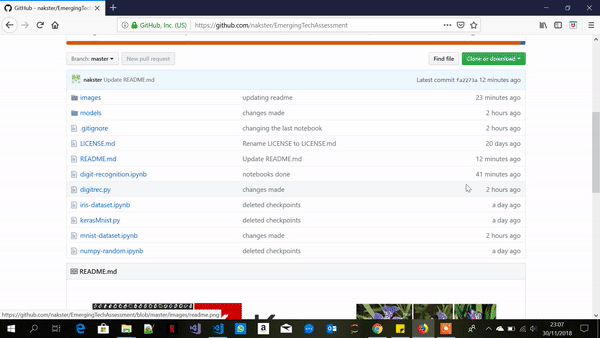 GitHub - nakster/EmergingTech
GitHub, Inc. (US) https://github.com/nakster/EmergingTechAssessment
Branch: master New pull request Find file Clone or download
nakster Update README.md Latest commit fa2273a 12 minutes ago
images updating readme 23 minutes ago
models changes made 2 hours ago
.gitignore changing the last notebook 2 hours ago
LICENSE.md Rename LICENSE to LICENSE.md 20 days ago
README.md Update README.md 12 minutes ago
digit-recognition.ipynb notebooks done 41 minutes ago
digitrec.py changes made 2 hours ago
iris-dataset.ipynb deleted checkpoints a day ago
kerasMnist.py deleted checkpoints a day ago
mnist-dataset.ipynb changes made 2 hours ago
numpy-random.ipynb deleted checkpoints a day ago
README.md
https://github.com/nakster/EmergingTechAssessment/blob/master/images/readme.png
23:07
30/11/2018